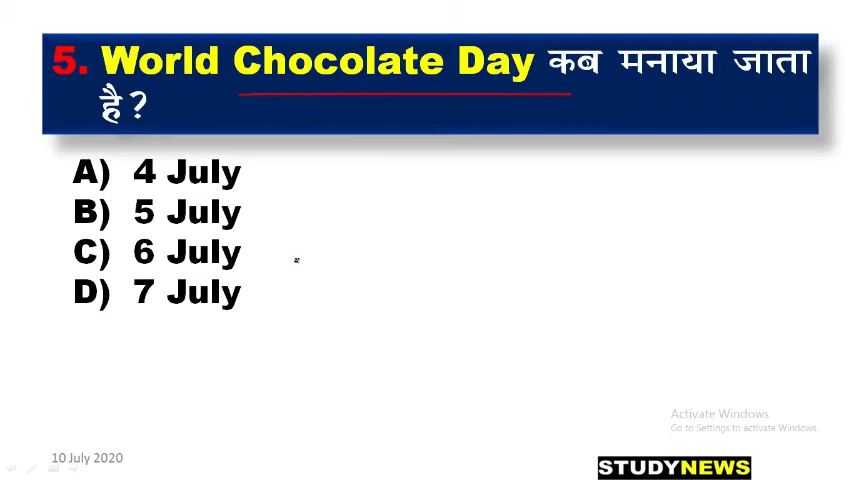 5. World Chocolate Day कब मनाया जाता
है?
A) 4 July
B) 5 July
C) 6 July
D) 7 July
Activate Windows
Go to Settings to activate Windows.
10 July 2020
STUDYNEWS